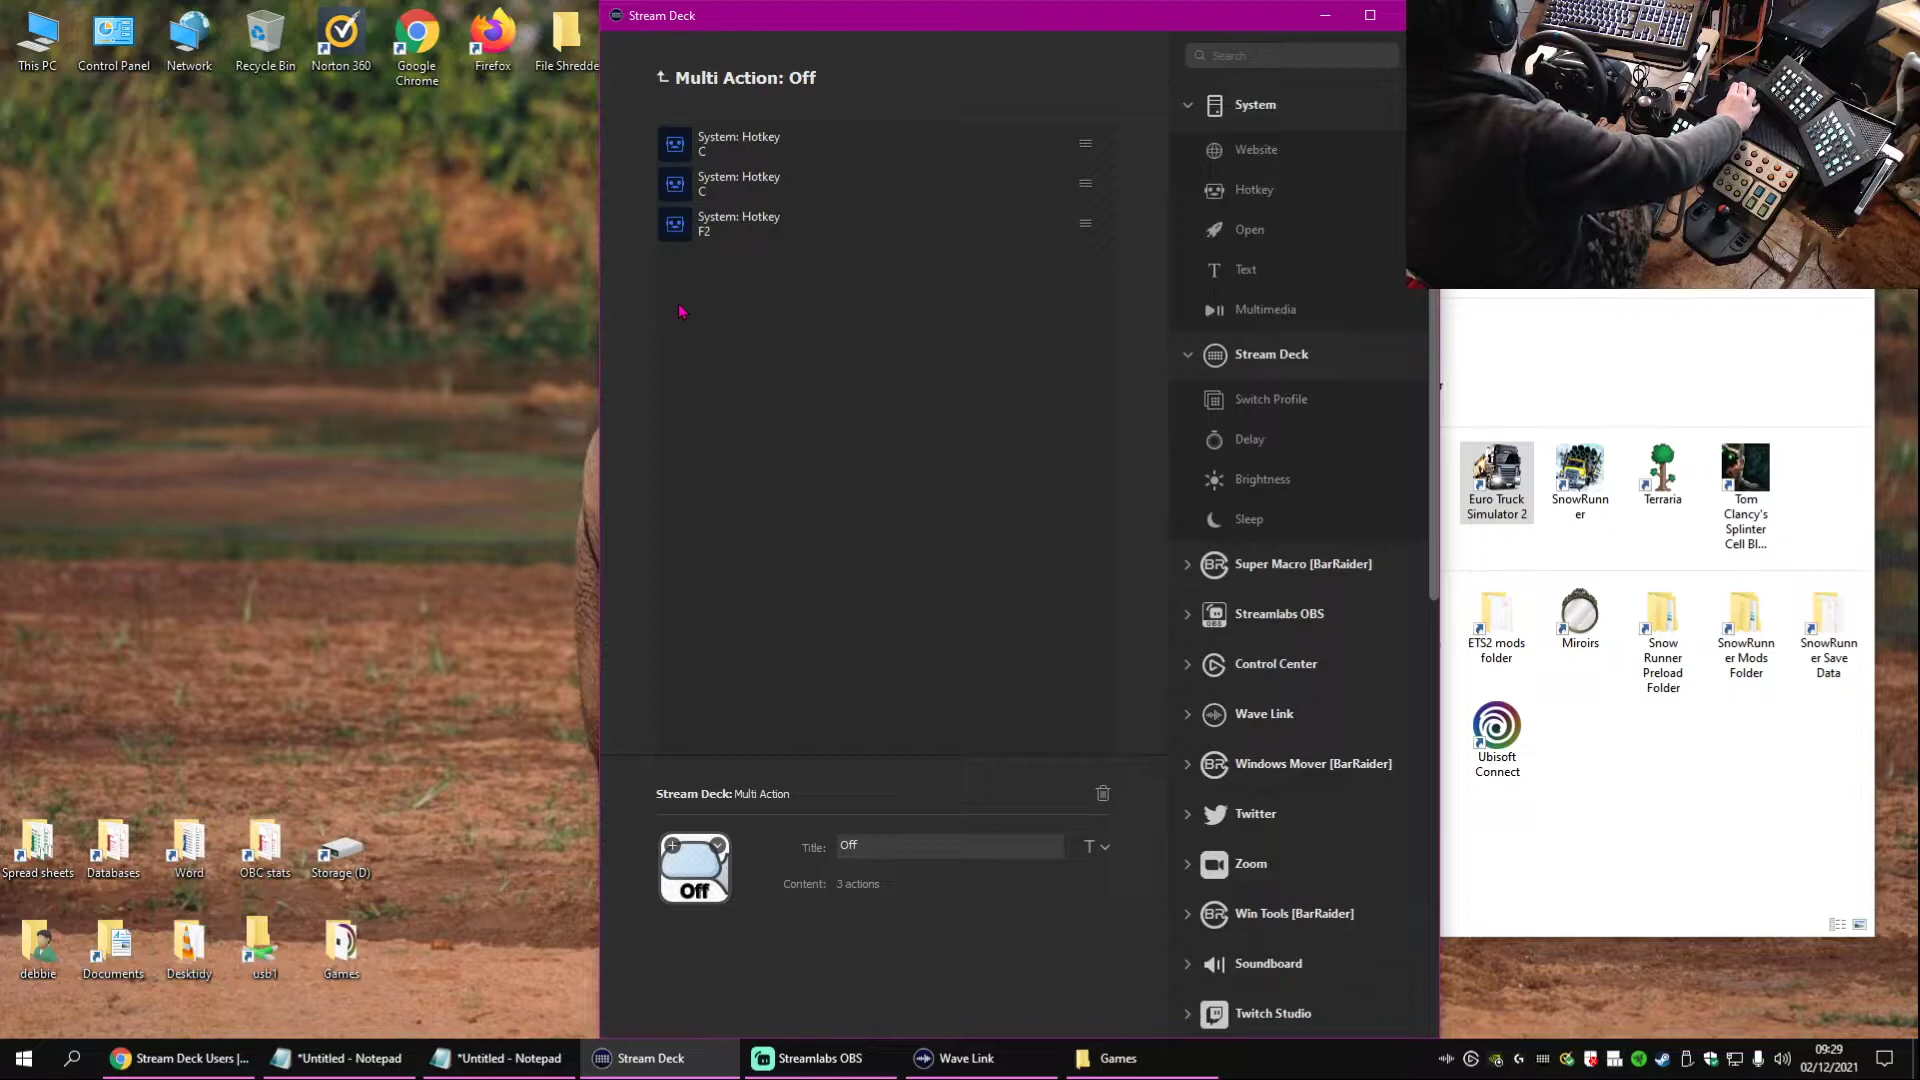 This PC
Control Panel
Network
Recycle Bin
Norton 360
Google
Chrome
Firefox
File Shredde
Stream Deck
Multi Action: Off
System: Hotkey
C
System: Hotkey
C
System: Hotkey
F2
Search
System
Website
Hotkey
Open
Text
Multimedia
Stream Deck
Switch Profile
Delay
Brightness
Sleep
Super Macro [BarRaider]
Streamlabs OBS
Control Center
Wave Link
Windows Mover [BarRaider]
Twitter
Zoom
Win Tools [BarRaider]
Soundboard
Twitch Studio
Stream Deck: Multi Action
Off
Title:
Off
T
Content:
3 actions
Euro Truck
Simulator 2
SnowRunn
er
Terraria
Tom
Clancy's
Splinter
Cell Bl...
ETS2 mods
folder
Miroirs
Snow
Runner
Preload
Folder
SnowRunn
er Mods
Folder
SnowRunn
er Save
Data
Ubisoft
Connect
Spread sheets
Databases
Word
OBC stats
Storage (D)
debbie
Documents
Desktidy
usb1
Games
Stream Deck Users |...
*Untitled - Notepad
*Untitled - Notepad
Stream Deck
Streamlabs OBS
Wave Link
Games
09:29
02/12/2021